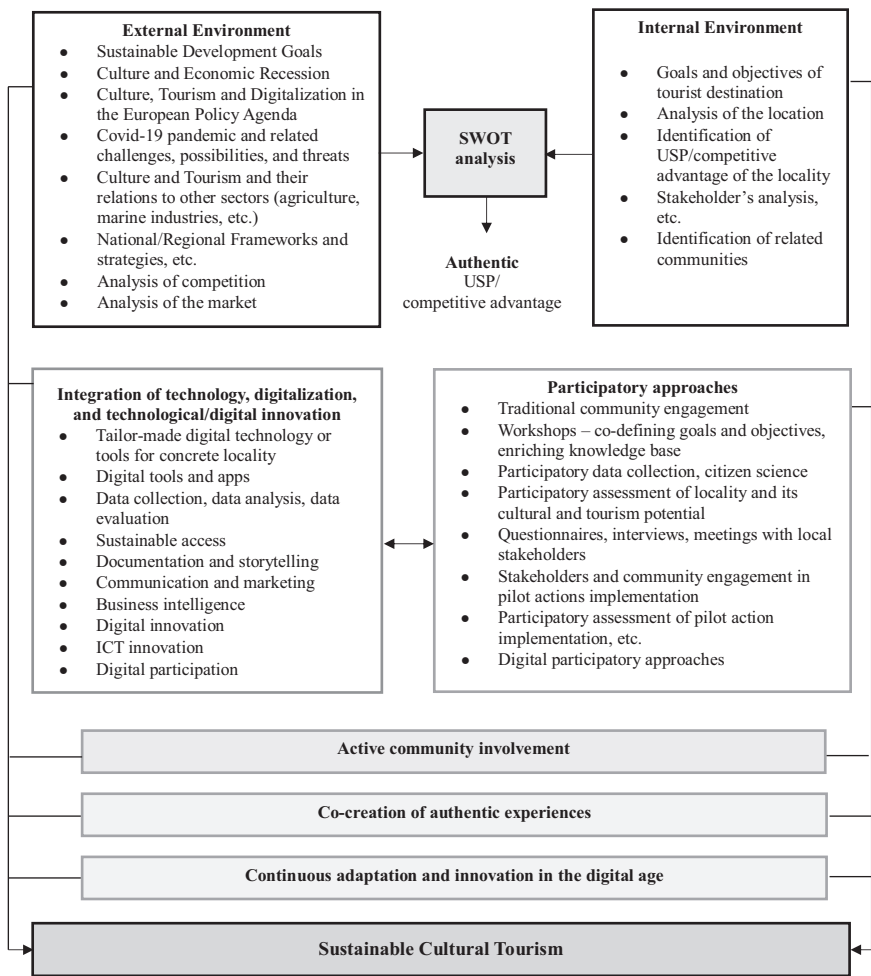 External Environment
● Sustainable Development Goals
● Culture and Economic Recession
● Culture, Tourism and Digitalization in
the European Policy Agenda
● Covid-19 pandemic and related
challenges, possibilities, and threats
● Culture and Tourism and their
relations to other sectors (agriculture,
marine industries, etc.)
● National/Regional Frameworks and
strategies, etc.
● Analysis of competition
● Analysis of the market
SWOT
analysis
Authentic
USP/
competitive advantage
Internal Environment
● Goals and objectives of
tourist destination
● Analysis of the location
● Identification of
USP/competitive
advantage of the locality
● Stakeholder's analysis,
etc.
● Identification of related
communities
Integration of technology, digitalization,
and technological/digital innovation
● Tailor-made digital technology or
tools for concrete locality
● Digital tools and apps
● Data collection, data analysis, data
evaluation
● Sustainable access
● Documentation and storytelling
● Communication and marketing
● Business intelligence
● Digital innovation
● ICT innovation
● Digital participation
Participatory approaches
● Traditional community engagement
● Workshops – co-defining goals and objectives,
enriching knowledge base
● Participatory data collection, citizen science
● Participatory assessment of locality and its
cultural and tourism potential
● Questionnaires, interviews, meetings with local
stakeholders
● Stakeholders and community engagement in
pilot actions implementation
● Participatory assessment of pilot action
implementation, etc.
● Digital participatory approaches
Active community involvement
Co-creation of authentic experiences
Continuous adaptation and innovation in the digital age
Sustainable Cultural Tourism